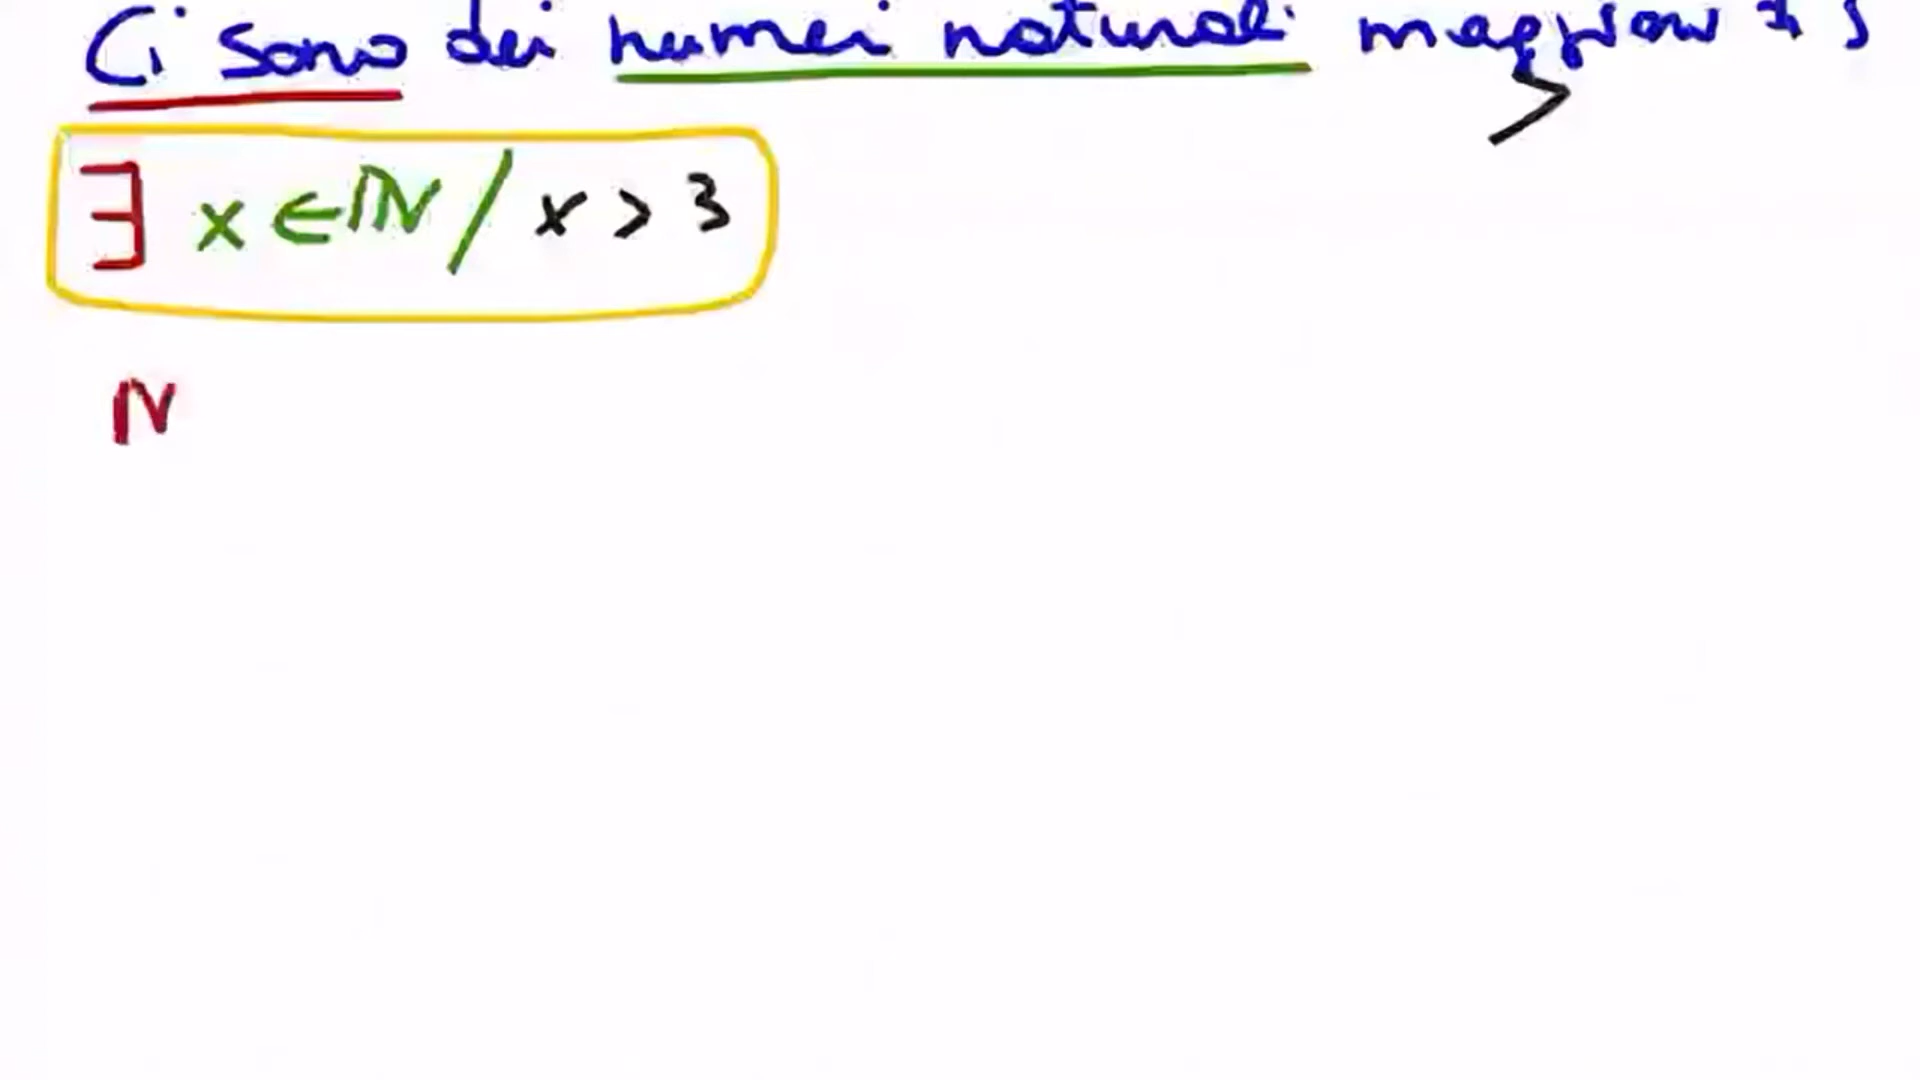 Ci sono dei numeri naturali maggiori di 3
>
∃ x ∈ ℕ / x > 3
N